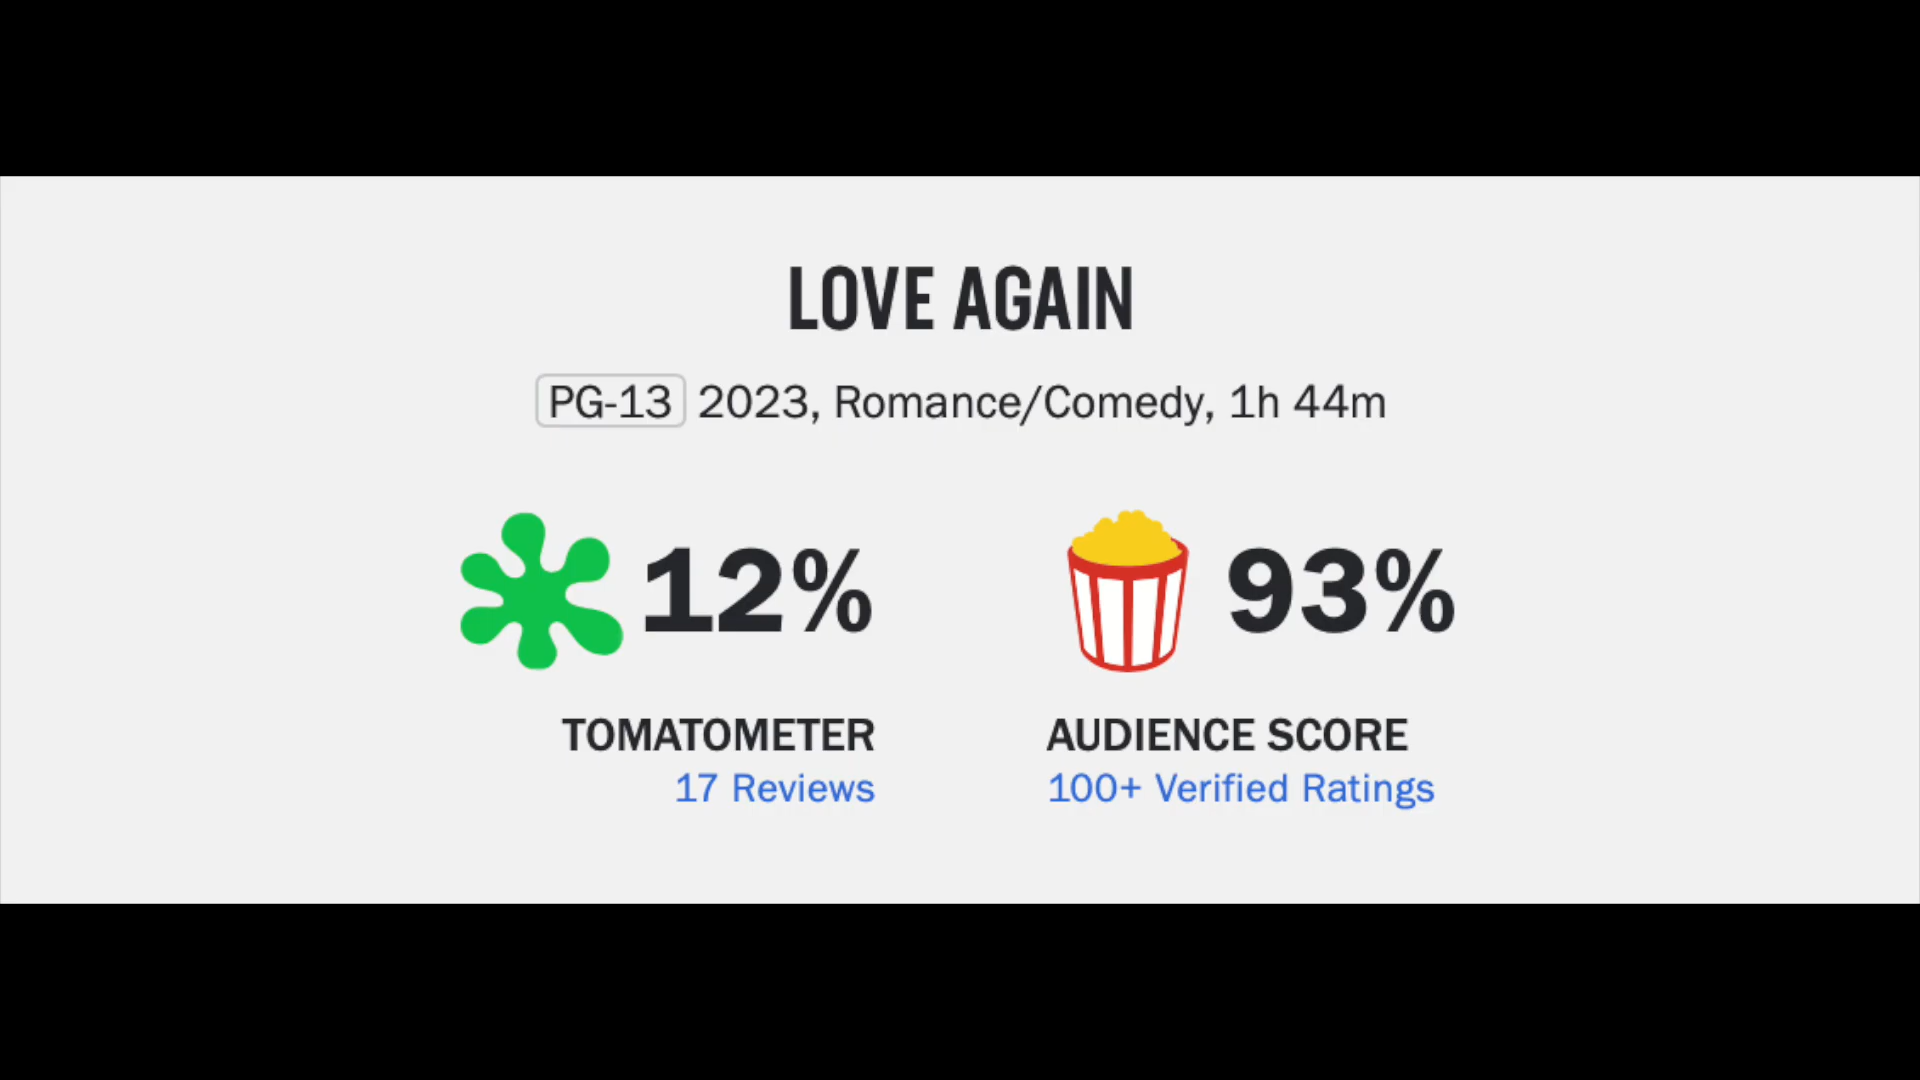 LOVE AGAIN
PG-13 2023, Romance/Comedy, 1h 44m
12% 93%
TOMATOMETER AUDIENCE SCORE
17 Reviews 100+ Verified Ratings